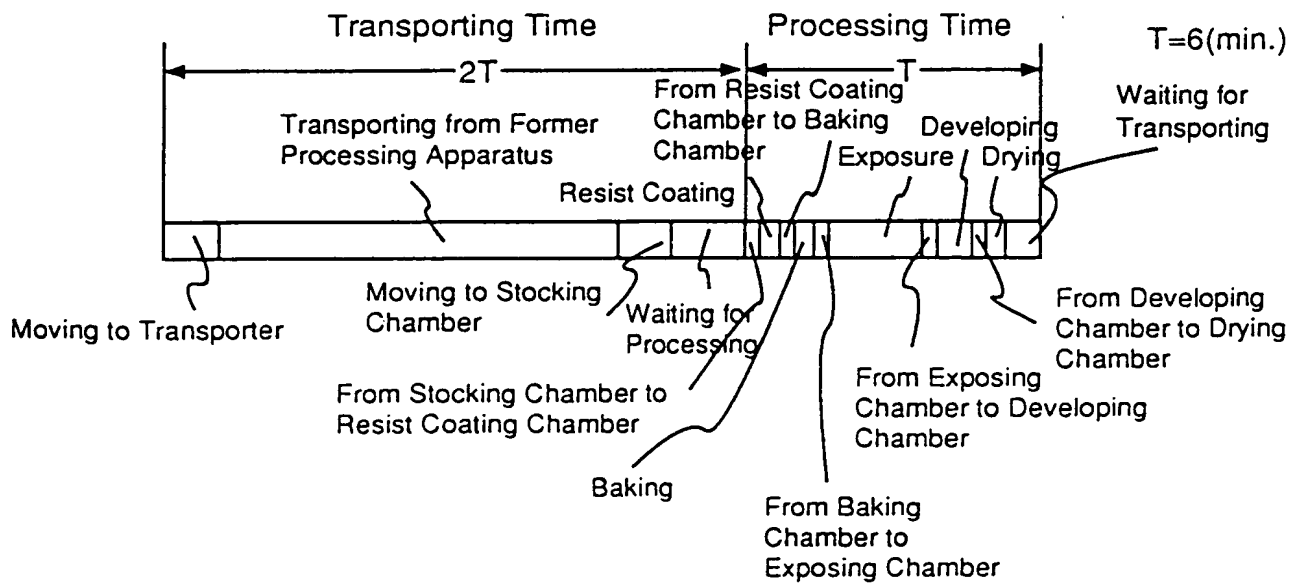 Transporting Time
Processing Time
T=6(min.)
2T
T
From Resist Coating
Chamber to Baking
Chamber
Waiting for
Transporting
Transporting from Former
Processing Apparatus
Developing
Exposure
Drying
Resist Coating
Moving to Transporter
Moving to Stocking
Chamber
Waiting for
Processing
From Developing
Chamber to Drying
Chamber
From Stocking Chamber to
Resist Coating Chamber
From Exposing
Chamber to Developing
Chamber
Baking
From Baking
Chamber to
Exposing Chamber